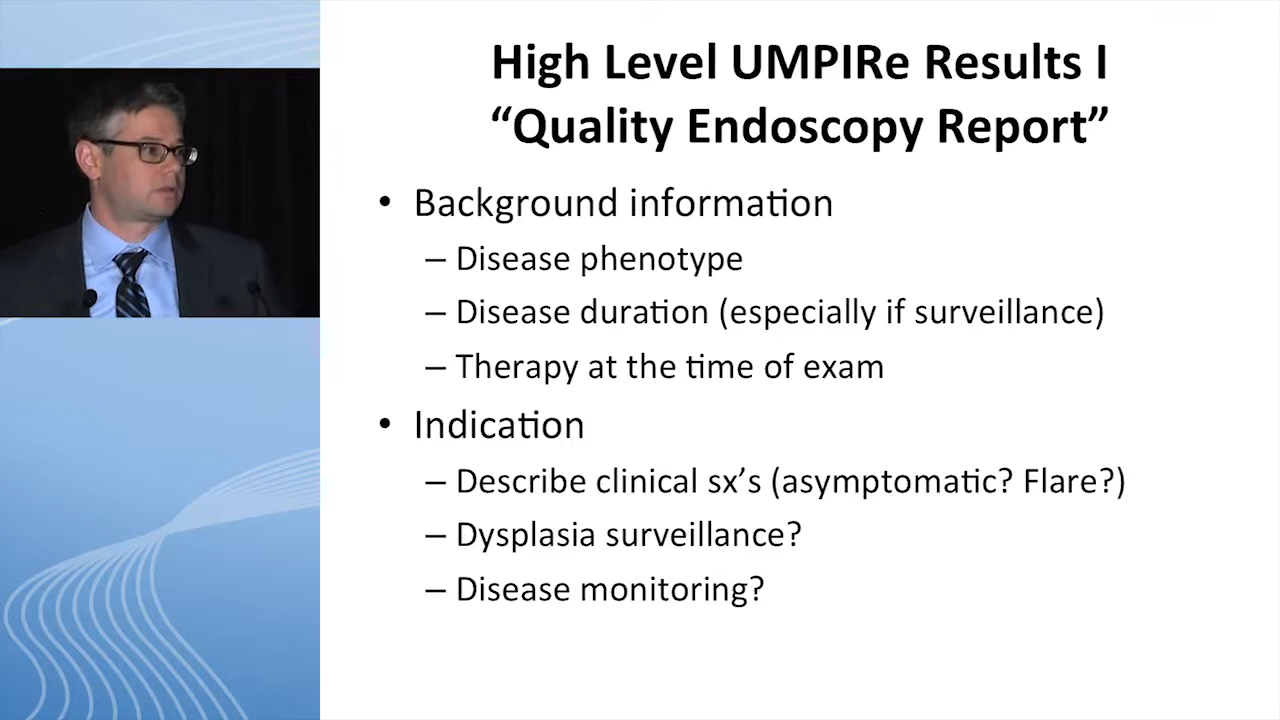 High Level UMPIRe Results I
“Quality Endoscopy Report”
• Background information
– Disease phenotype
– Disease duration (especially if surveillance)
– Therapy at the time of exam
• Indication
– Describe clinical sx’s (asymptomatic? Flare?)
– Dysplasia surveillance?
– Disease monitoring?